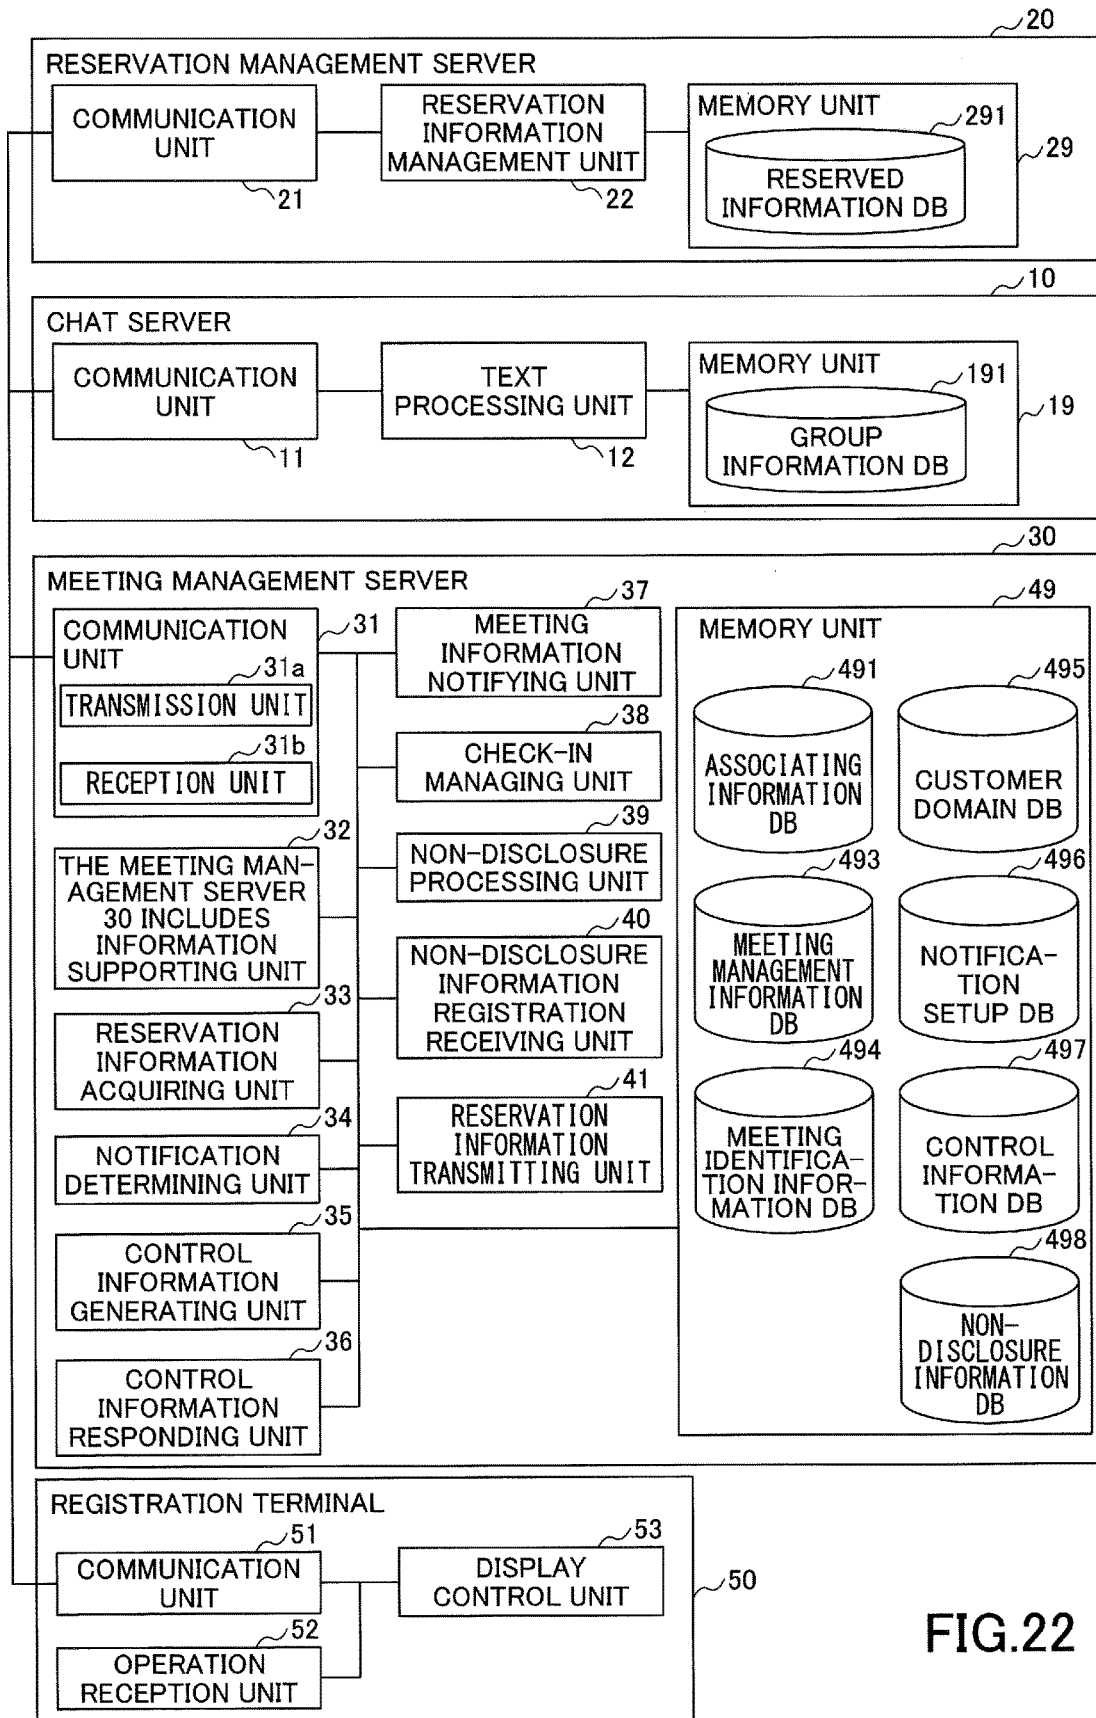 20
RESERVATION MANAGEMENT SERVER
COMMUNICATION
UNIT
21
RESERVATION
INFORMATION
MANAGEMENT UNIT
22
MEMORY UNIT
291
RESERVED
INFORMATION DB
29
10
CHAT SERVER
COMMUNICATION
UNIT
11
TEXT
PROCESSING UNIT
12
MEMORY UNIT
191
GROUP
INFORMATION DB
19
30
MEETING MANAGEMENT SERVER
COMMUNICATION
UNIT
31
31a
TRANSMISSION UNIT
31b
RECEPTION UNIT
32
THE MEETING MAN-
AGEMENT SERVER
30 INCLUDES
INFORMATION
SUPPORTING UNIT
33
RESERVATION
INFORMATION
ACQUIRING UNIT
34
NOTIFICATION
DETERMINING UNIT
35
CONTROL
INFORMATION
GENERATING UNIT
36
CONTROL
INFORMATION
RESPONDING UNIT
37
MEETING
INFORMATION
NOTIFYING UNIT
38
CHECK-IN
MANAGING UNIT
39
NON-DISCLOSURE
PROCESSING UNIT
40
NON-DISCLOSURE
INFORMATION
REGISTRATION
RECEIVING UNIT
41
RESERVATION
INFORMATION
TRANSMITTING UNIT
49
MEMORY UNIT
491
ASSOCIATING
INFORMATION
DB
495
CUSTOMER
DOMAIN DB
493
MEETING
MANAGEMENT
INFORMATION
DB
496
NOTIFICA-
TION
SETUP DB
494
MEETING
IDENTIFICA-
TION INFOR-
MATION DB
497
CONTROL
INFORMA-
TION DB
498
NON-
DISCLOSURE
INFORMATION
DB
REGISTRATION TERMINAL
51
COMMUNICATION
UNIT
52
OPERATION
RECEPTION UNIT
53
DISPLAY
CONTROL UNIT
50
FIG.22